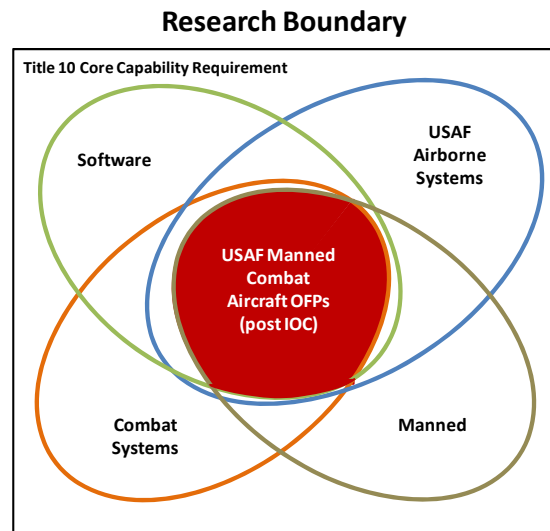 Research Boundary
Title 10 Core Capability Requirement
Software
USAF
Airborne
Systems
USAF Manned
Combat
Aircraft OFPs
(post IOC)
Combat
Systems
Manned